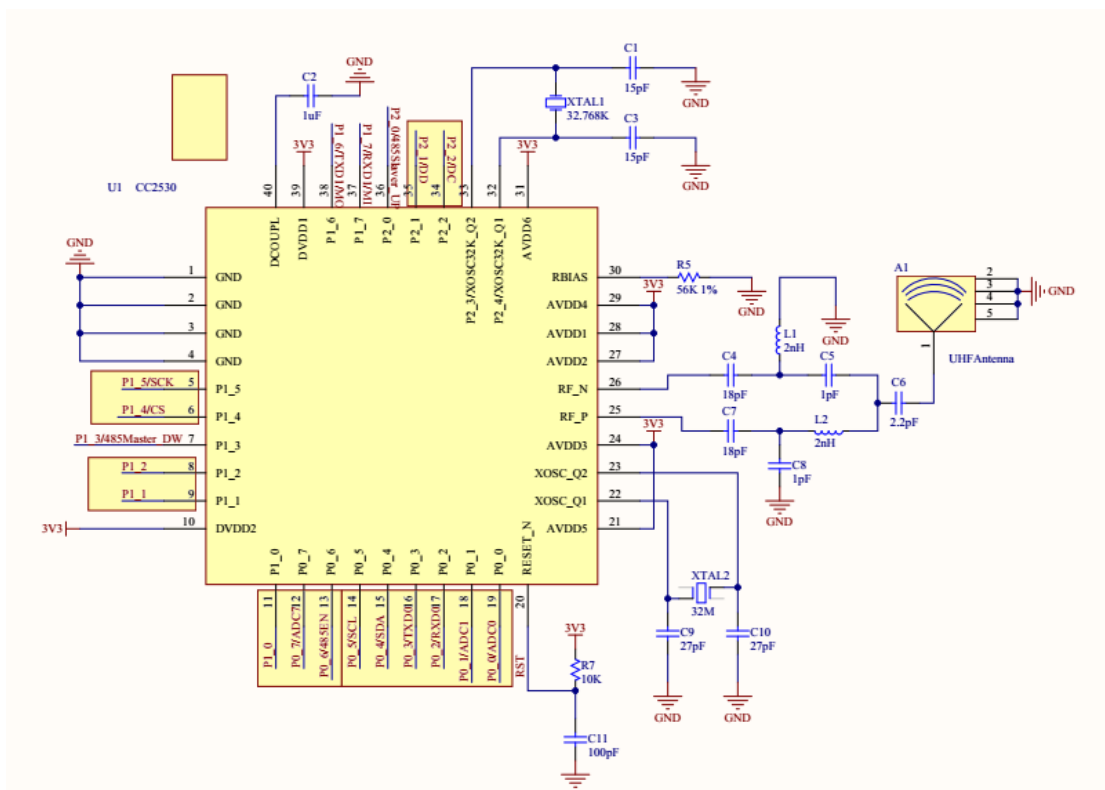 GND
C2
1uF
C1
15pF
GND
XTAL1
32.768K
C3
15pF
GND
3V3
3V3
P1_6/TXD1/MO
P1_7/RXD1/MI
P2_0/485Slaver_UP
P2_1/DD
P2_2/DC
U1 CC2530
40
39
38
37
36
35
34
33
32
31
DCOUPL
DVDD1
P1_6
P1_7
P2_0
P2_1
P2_2
P2_3/XOSC32K_Q2
P2_4/XOSC32K_Q1
AVDD6
GND
1 GND
2 GND
3 GND
4 GND
P1_5/SCK 5 P1_5
P1_4/CS 6 P1_4
P1_3/485Master_DW 7 P1_3
P1_2 8 P1_2
P1_1 9 P1_1
3V3 10 DVDD2
RBIAS 30
R5
56K 1%
GND
3V3
AVDD4 29
AVDD1 28
AVDD2 27
RF_N 26
RF_P 25
3V3
AVDD3 24
XOSC_Q2 23
XOSC_Q1 22
AVDD5 21
C4
18pF
L1
2nH
GND
C5
1pF
C7
18pF
L2
2nH
C8
1pF
GND
C6
2.2pF
A1
2
3
4
5
GND
1
UHFAntenna
P1_0
P0_7
P0_6
P0_5
P0_4
P0_3
P0_2
P0_1
P0_0
RESET_N
11
12
13
14
15
16
17
18
19
20
P1_0
P0_7/ADC7
P0_6/485EN
P0_5/SCL
P0_4/SDA
P0_3/TXD0
P0_2/RXD0
P0_1/ADC1
P0_0/ADC0
RST
XTAL2
32M
C9
27pF
GND
C10
27pF
GND
3V3
R7
10K
C11
100pF